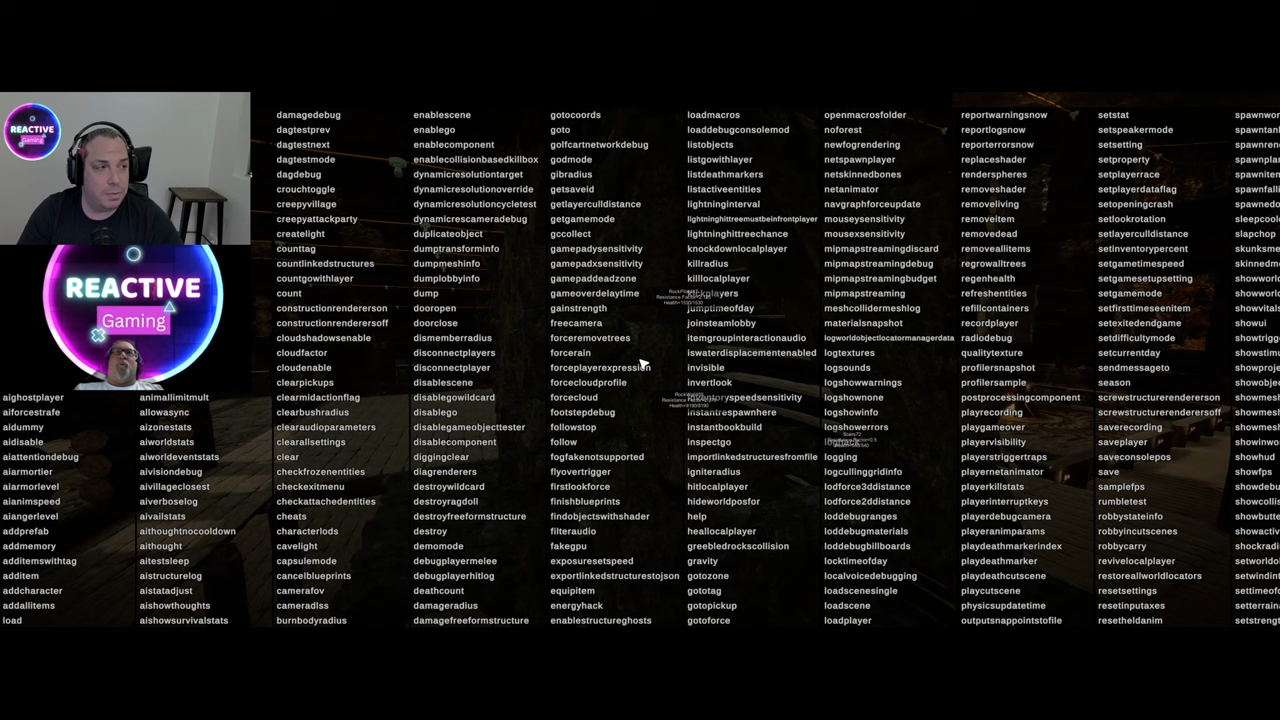 REACTIVE
Gaming
REACTIVE
Gaming
aighostplayer
aiforcestrafe
aidummy
aidisable
aiattentiondebug
aiarmortier
aiarmorlevel
aianimspeed
aiangerlevel
addprefab
addmemory
additemswithtag
additem
addcharacter
addallitems
load
animallimitmult
allowasync
aizonestats
aiworldstats
aiworldeventstats
aivisiondebug
aivillageclosest
aiverboselog
aivailstats
aithoughtnocooldown
aithought
aitestsleep
aistructurelog
aistatadjust
aishowthoughts
aishowsurvivalstats
damagedebug
dagtestprev
dagtestnext
dagtestmode
dagdebug
crouchtoggle
creepyvillage
creepyattackparty
createlight
counttag
countlinkedstructures
countgowithlayer
count
constructionrendererson
constructionrenderersoff
cloudshadowsenable
cloudfactor
cloudenable
clearpickups
clearmidactionflag
clearbushradius
clearaudioparameters
clearallsettings
clear
checkfrozenentities
checkexitmenu
checkattachedentities
cheats
characterlods
cavelight
capsulemode
cancelblueprints
camerafov
cameradlss
burnbodyradius
enablescene
enablego
enablecomponent
enablecollisionbasedkillbox
dynamicresolutiontarget
dynamicresolutionoverride
dynamicresolutioncycletest
dynamicrescameradebug
duplicateobject
dumptransforminfo
dumpmeshinfo
dumplobbyinfo
dump
dooropen
doorclose
dismemberradius
disconnectplayers
disconnectplayer
disablescene
disablegowildcard
disablego
disablegameobjecttester
disablecomponent
diggingclear
diagrenderers
destroywildcard
destroyragdoll
destroyfreeformstructure
destroy
demomode
debugplayermelee
debugplayerhitlog
deathcount
damageradius
damagefreeformstructure
gotocoords
goto
golfcartnetworkdebug
godmode
gibradius
getsaveid
getlayerculldistance
getgamemode
gccollect
gamepadysensitivity
gamepadxsensitivity
gamepaddeadzone
gameoverdelaytime
gainstrength
freecamera
forceremovetrees
forcerain
forceplayerexpression
forcecloudprofile
forcecloud
footstepdebug
followstop
follow
fogfakenotsupported
flyovertrigger
firstlookforce
finishblueprints
findobjectswithshader
filteraudio
fakegpu
exposuresetspeed
exportlinkedstructurestojson
equipitem
energyhack
enablestructureghosts
loadmacros
loaddebugconsolemod
listobjects
listgowithlayer
listdeathmarkers
listactiveentities
lightninginterval
lightninghittreemustbeinfrontplayer
lightninghittreechance
knockdownlocalplayer
killradius
killlocalplayer
jumptimeofday
joinsteamlobby
itemgroupinteractionaudio
iswaterdisplacementenabled
invisible
invertlook
instantrespawnhere
instantbookbuild
inspectgo
importlinkedstructuresfromfile
igniteradius
hitlocalplayer
hideworldposfor
help
heallocalplayer
greebledrockscollision
gravity
gotozone
gototag
gotopickup
gotoforce
openmacrosfolder
noforest
newfogrendering
netspawnplayer
netskinnedbones
netanimator
navgraphforceupdate
mouseysensitivity
mousexsensitivity
mipmapstreamingdiscard
mipmapstreamingdebug
mipmapstreamingbudget
mipmapstreaming
meshcollidermeshlog
materialsnapshot
logworldobjectlocatormanagerdata
logtextures
logsounds
logshowwarnings
logshownone
logshowinfo
logshowerrors
logging
logcullinggridinfo
lodforce3ddistance
lodforce2ddistance
loddebugranges
loddebugmaterials
loddebugbillboards
locktimeofday
localvoicedebugging
loadscenesingle
loadscene
loadplayer
reportwarningsnow
reportlogsnow
reporterrorsnow
replaceshader
renderspheres
removeshader
removeliving
removeitem
removedead
removeallitems
regrowalltrees
regenhealth
refreshentities
refillcontainers
recordplayer
radiodebug
qualitytexture
profilersnapshot
profilersample
postprocessingcomponent
playrecording
playgameover
playervisibility
playerstriggertraps
playernetanimator
playerkillstats
playerinterruptkeys
playerdebugcamera
playeranimparams
playdeathmarkerindex
playdeathmarker
playdeathcutscene
playcutscene
physicsupdatetime
outputsnappointstofile
setstat
setspeakermode
setsetting
setproperty
setplayerrace
setplayerdataflag
setopeningcrash
setlookrotation
setlayerculldistance
setinventorypercent
setgametimespeed
setgamesetupsetting
setgamemode
setfirsttimesenitem
setexitedendgame
setdifficultymode
setcurrentday
sendmessageto
season
screwstructurerendererson
screwstructurerenderersoff
saverecording
saveplayer
saveconsolepos
save
samplefps
rumbletest
robbystateinfo
robbyincutscenes
robbycarry
revivelocalplayer
restoreallworldlocators
resetsettings
resetinputaxes
resetheldanim